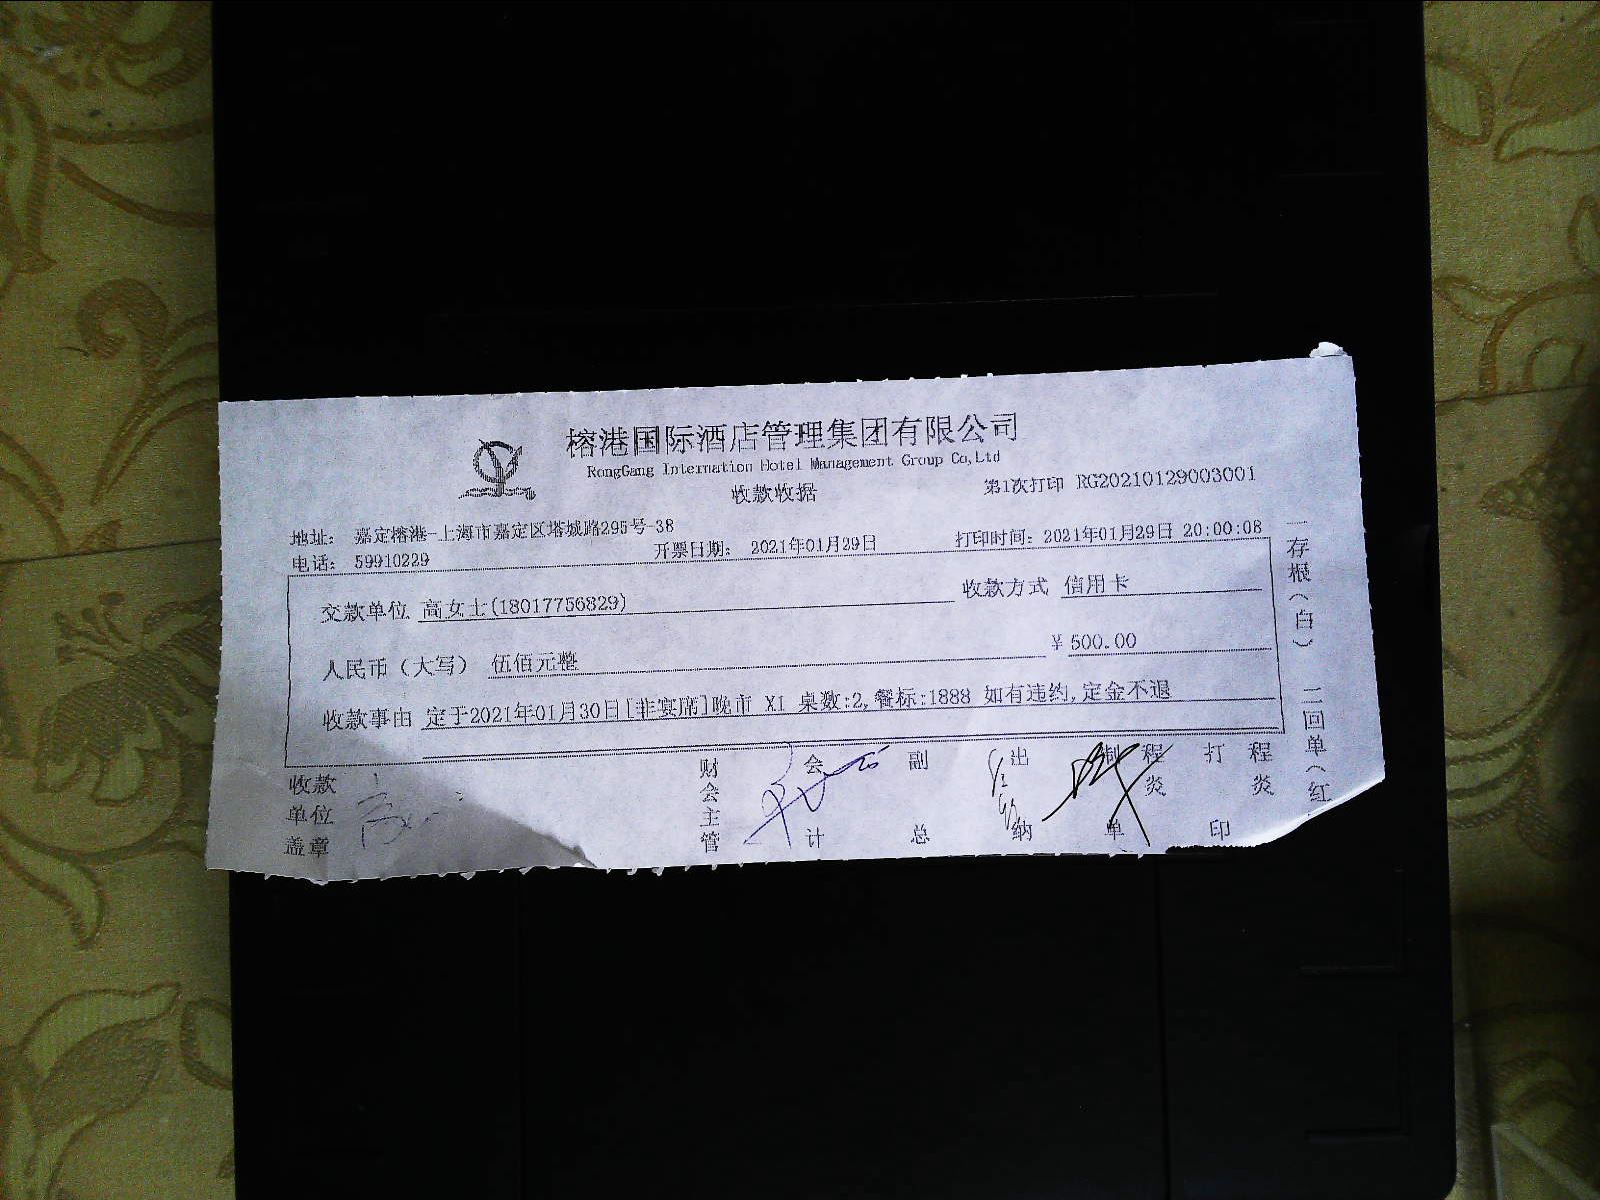 榕港国际酒店管理集团有限公司
RongGang Internation Hotel Management Group Co,Ltd
收款收据
第1次打印 RG20210129003001
地址: 嘉定榕港-上海市嘉定区塔城路295号-38
电话: 59910229
开票日期: 2021年01月29日
打印时间: 2021年01月29日 20:00:08
交款单位 高女士(18017756829)
收款方式 信用卡
人民币（大写） 伍佰元整
￥500.00
收款事由 定于2021年01月30日[非宴席]晚市 XI 桌数:2,餐标:1888 如有违约,定金不退
收款单位盖章
财会主管
会计
副总
出纳
制单
程炎
打印
程炎
一存根（白） 二回单（红